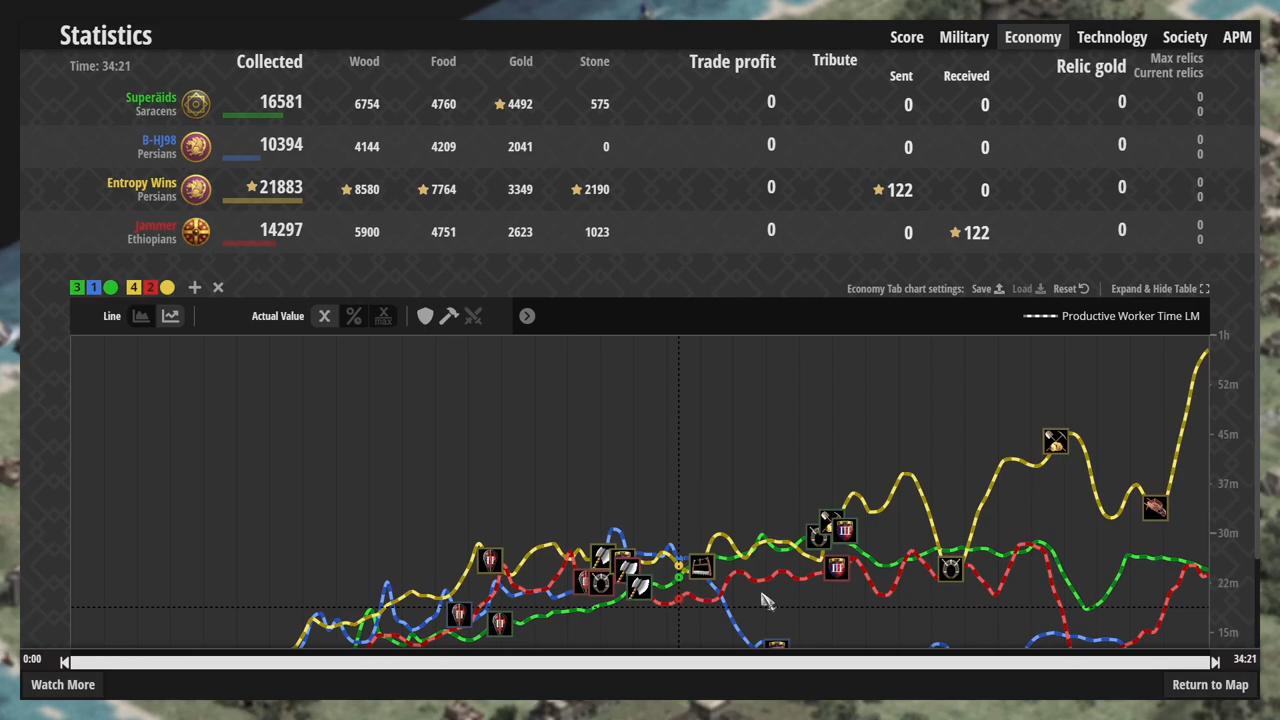 Statistics
Score Military Economy Technology Society APM
Time: 34:21
Collected Wood Food Gold Stone Trade profit Tribute Sent Received Relic gold Max relics Current relics
Superäids Saracens 16581 6754 4760 4492 575 0 0 0 0 0 0
B-HJ98 Persians 10394 4144 4209 2041 0 0 0 0 0 0 0
Entropy Wins Persians 21883 8580 7764 3349 2190 0 122 0 0 0 0
Jammer Ethiopians 14297 5900 4751 2623 1023 0 0 122 0 0 0
3 1 4 2
Economy Tab chart settings: Save Load Reset Expand & Hide Table
Line Actual Value X % X max
Productive Worker Time LM
1h
52m
45m
37m
30m
22m
15m
II
II
II
III
III
0:00 34:21
Watch More Return to Map